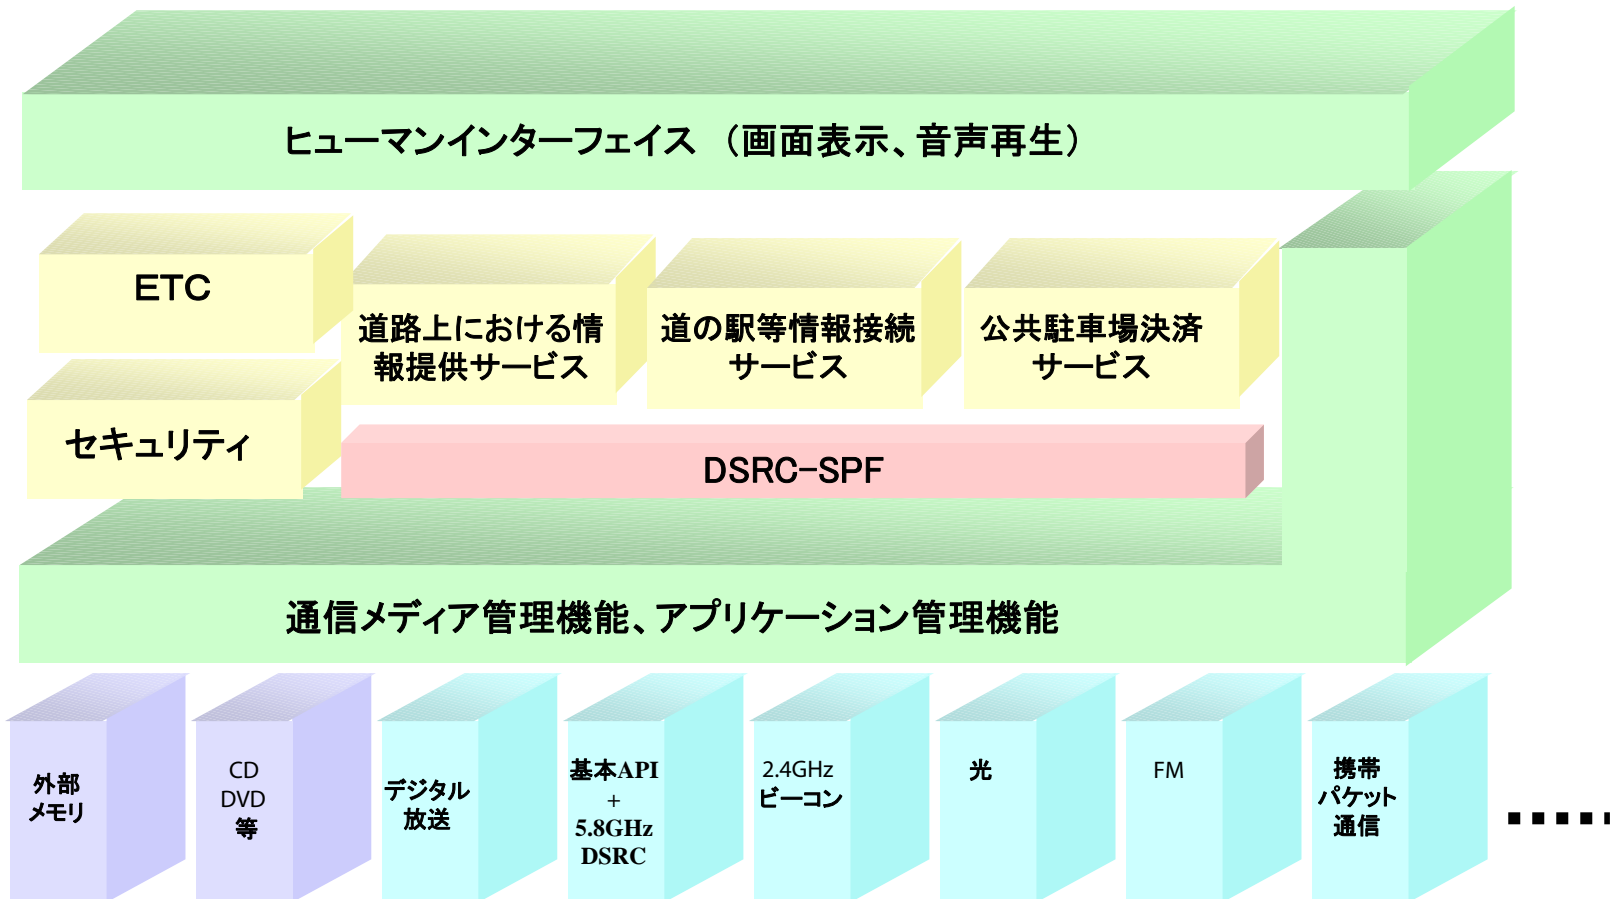 ヒューマンインターフェイス　（画面表示、音声再生）
ＥＴＣ
道路上における情
報提供サービス
道の駅等情報接続
サービス
公共駐車場決済
サービス
セキュリティ
DSRC-SPF
通信メディア管理機能、アプリケーション管理機能
外部
メモリ
CD
DVD
等
デジタル
放送
基本API
+
5.8GHz
DSRC
2.4GHz
ビーコン
光
FM
携帯
パケット
通信